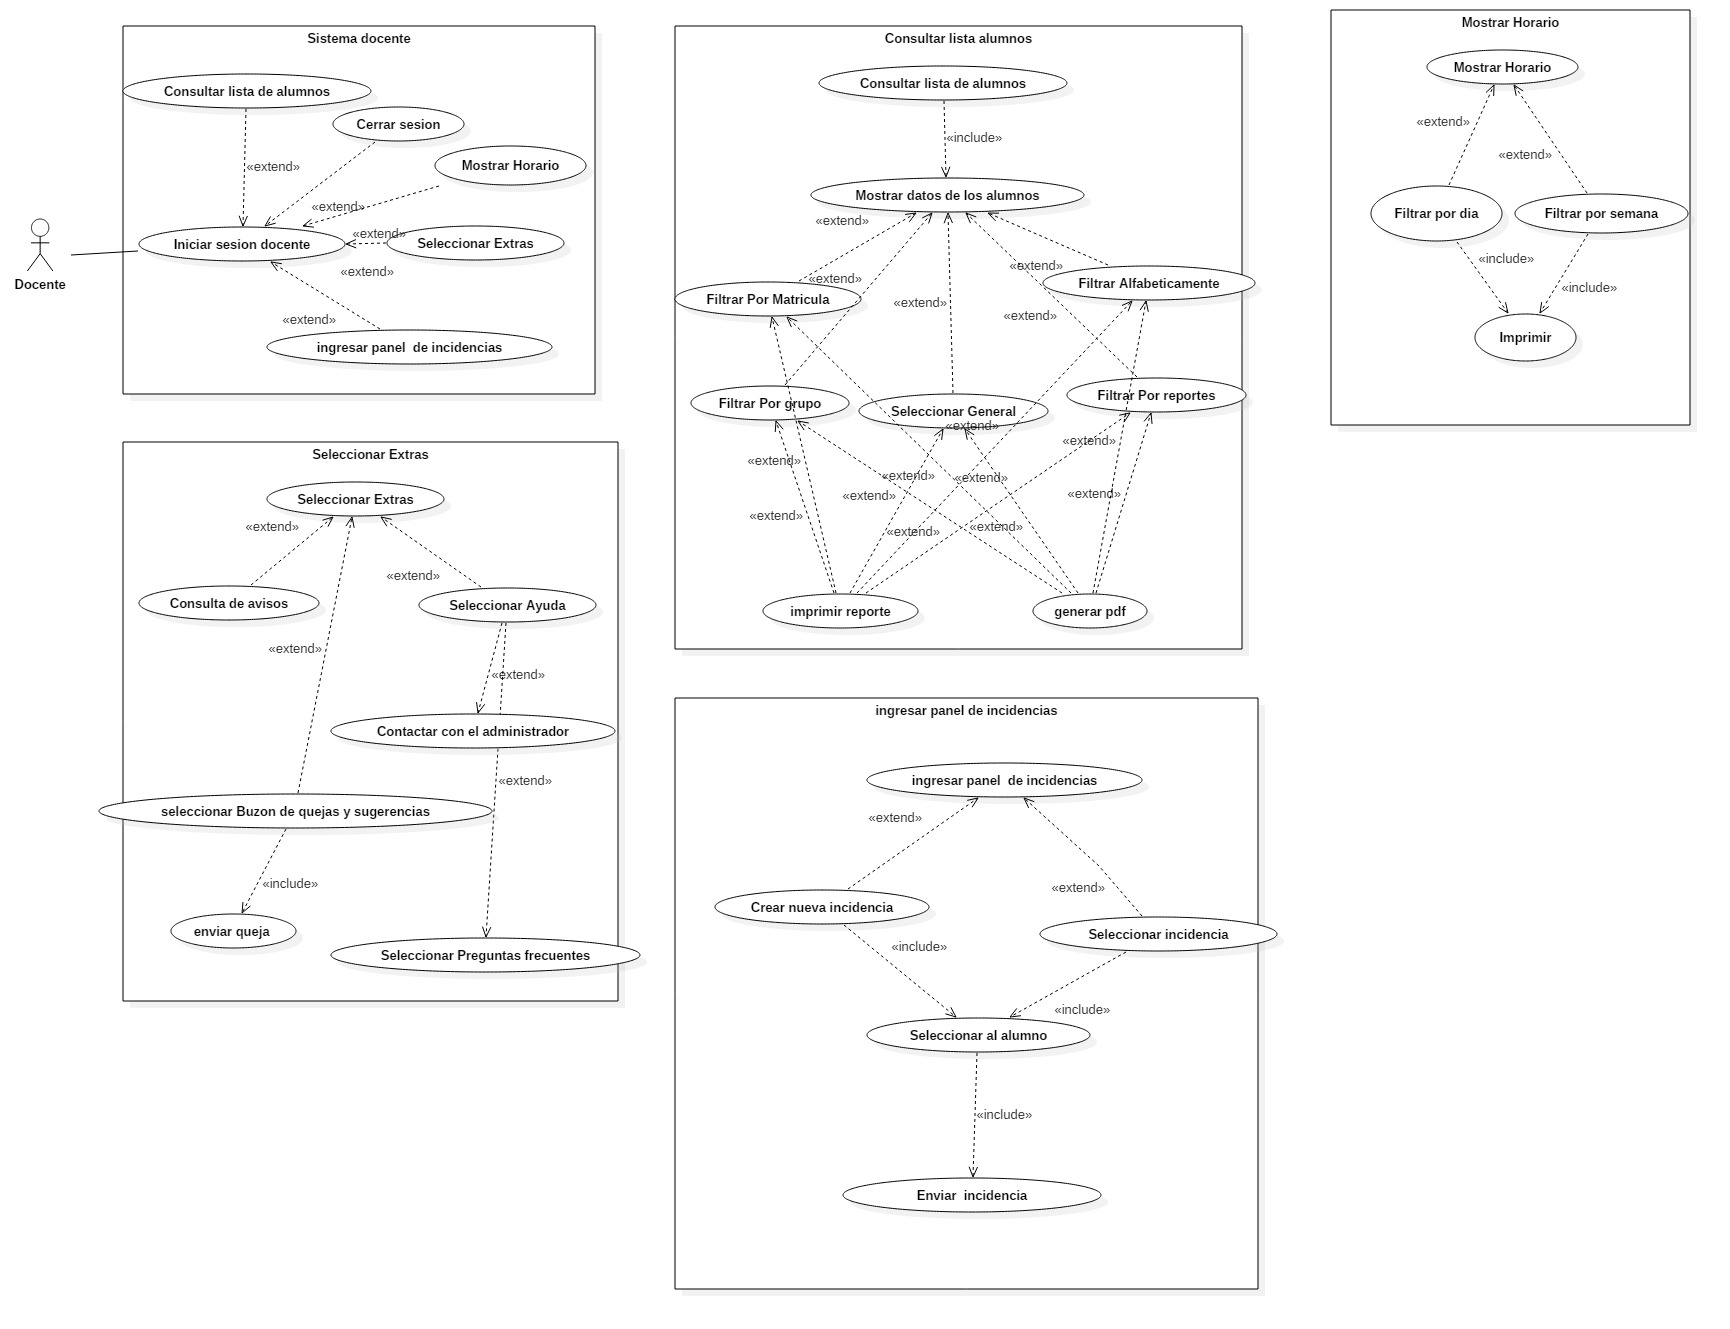 Sistema docente
Consultar lista de alumnos
Cerrar sesion
Mostrar Horario
«extend»
«extend»
«extend»
Iniciar sesion docente
Seleccionar Extras
«extend»
Docente
«extend»
ingresar panel  de incidencias
Consultar lista alumnos
Consultar lista de alumnos
«include»
Mostrar datos de los alumnos
«extend»
«extend»
«extend»
Filtrar Alfabeticamente
Filtrar Por Matricula
«extend»
«extend»
Filtrar Por grupo
Seleccionar General
Filtrar Por reportes
«extend»
«extend»
«extend»
«extend»
«extend»
«extend»
«extend»
«extend»
«extend»
«extend»
imprimir reporte
generar pdf
Mostrar Horario
Mostrar Horario
«extend»
«extend»
Filtrar por dia
Filtrar por semana
«include»
«include»
Imprimir
Seleccionar Extras
Seleccionar Extras
«extend»
«extend»
Consulta de avisos
Seleccionar Ayuda
«extend»
«extend»
Contactar con el administrador
«extend»
seleccionar Buzon de quejas y sugerencias
«include»
enviar queja
Seleccionar Preguntas frecuentes
ingresar panel de incidencias
ingresar panel  de incidencias
«extend»
«extend»
Crear nueva incidencia
Seleccionar incidencia
«include»
«include»
Seleccionar al alumno
«include»
Enviar  incidencia